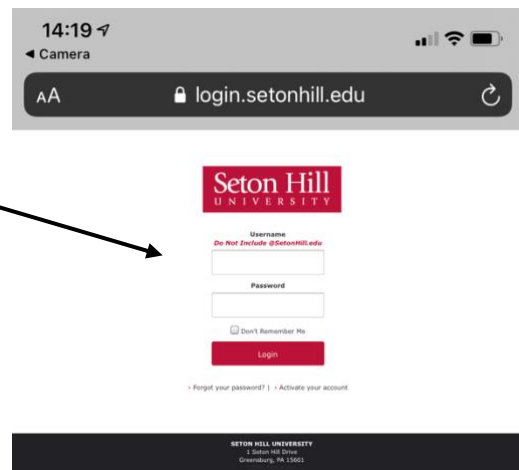 14:19
◀ Camera
AA login.setonhill.edu
Seton Hill
UNIVERSITY
Username
Do Not Include @SetonHill.edu
Password
Don't Remember Me
Login
› Forgot your password? | › Activate your account
SETON HILL UNIVERSITY
1 Seton Hill Drive
Greensburg, PA 15601